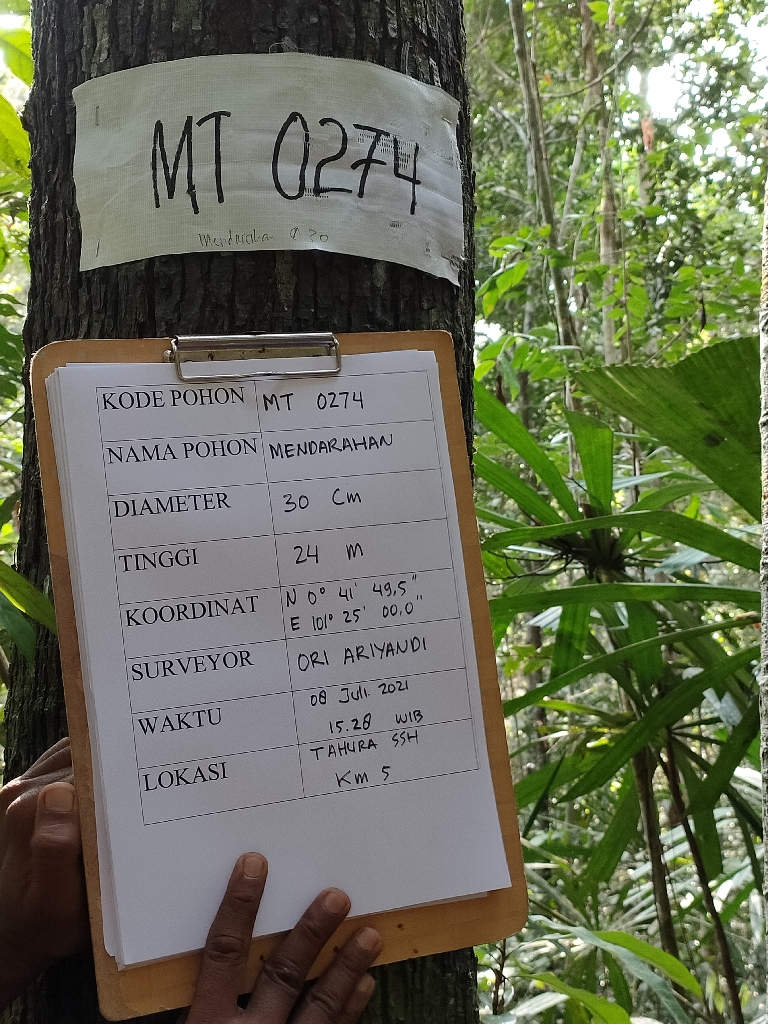 MT 0274
Mendarahan Ø 30
KODE POHON MT 0274
NAMA POHON MENDARAHAN
DIAMETER 30 Cm
TINGGI 24 m
KOORDINAT N 0° 41' 49,5"
E 101° 25' 00,0"
SURVEYOR ORI ARIYANDI
WAKTU 08 Juli 2021
15.28 WIB
LOKASI TAHURA SSH
Km 5